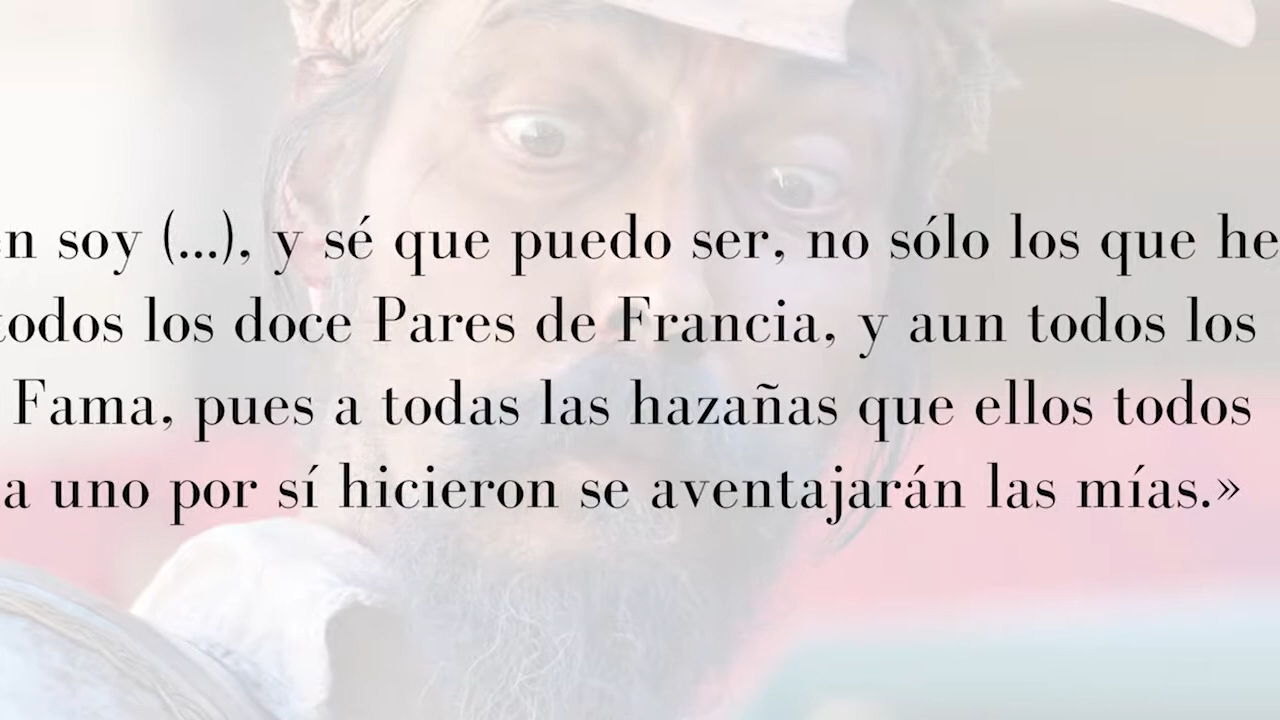 n soy (...), y sé que puedo ser, no sólo los que he
todos los doce Pares de Francia, y aun todos los
Fama, pues a todas las hazañas que ellos todos
a uno por sí hicieron se aventajarán las mías.»